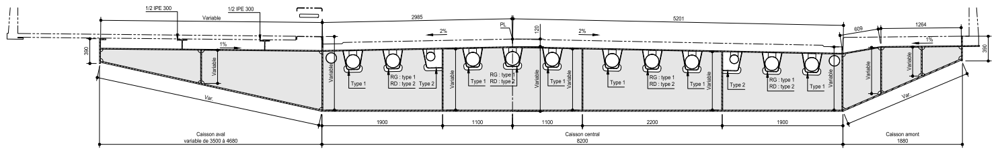 1/2 IPE 300
1/2 IPE 300
Variable
2985
5201
PL
120
2%
2%
609
1264
1%
1%
390
390
Variable
Variable
Variable
Variable
Variable
Variable
Variable
Variable
Variable
Type 1
RG : type 1
RD : type 2
Type 2
Type 1
RG : type 1
RD : type 2
Type 1
Type 1
RG : type 1
RD : type 2
Type 1
Type 2
RG : type 1
RD : type 2
Type 1
Var.
Var.
1900
1100
1100
2200
1900
Caisson aval
variable de 3500 à 4680
Caisson central
8200
Caisson amont
1880